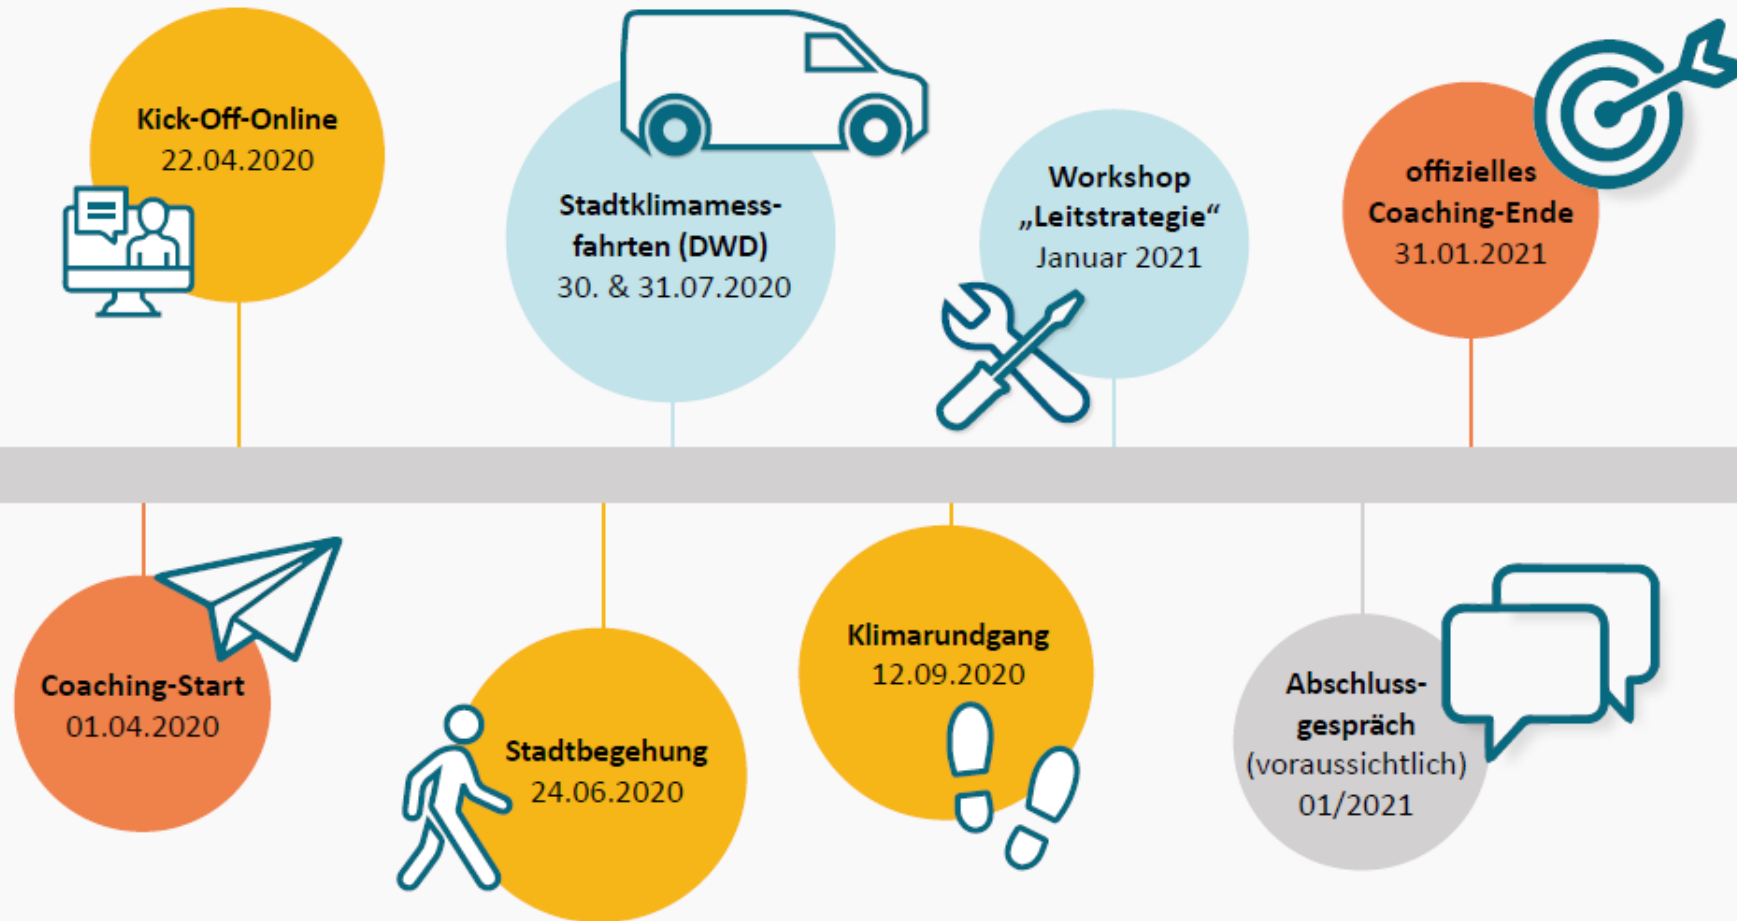 Kick-Off-Online
22.04.2020
Stadtklimamess-
fahrten (DWD)
30. & 31.07.2020
Workshop
„Leitstrategie“
Januar 2021
offizielles
Coaching-Ende
31.01.2021
Coaching-Start
01.04.2020
Stadtbegehung
24.06.2020
Klimarundgang
12.09.2020
Abschluss-
gespräch
(voraussichtlich)
01/2021